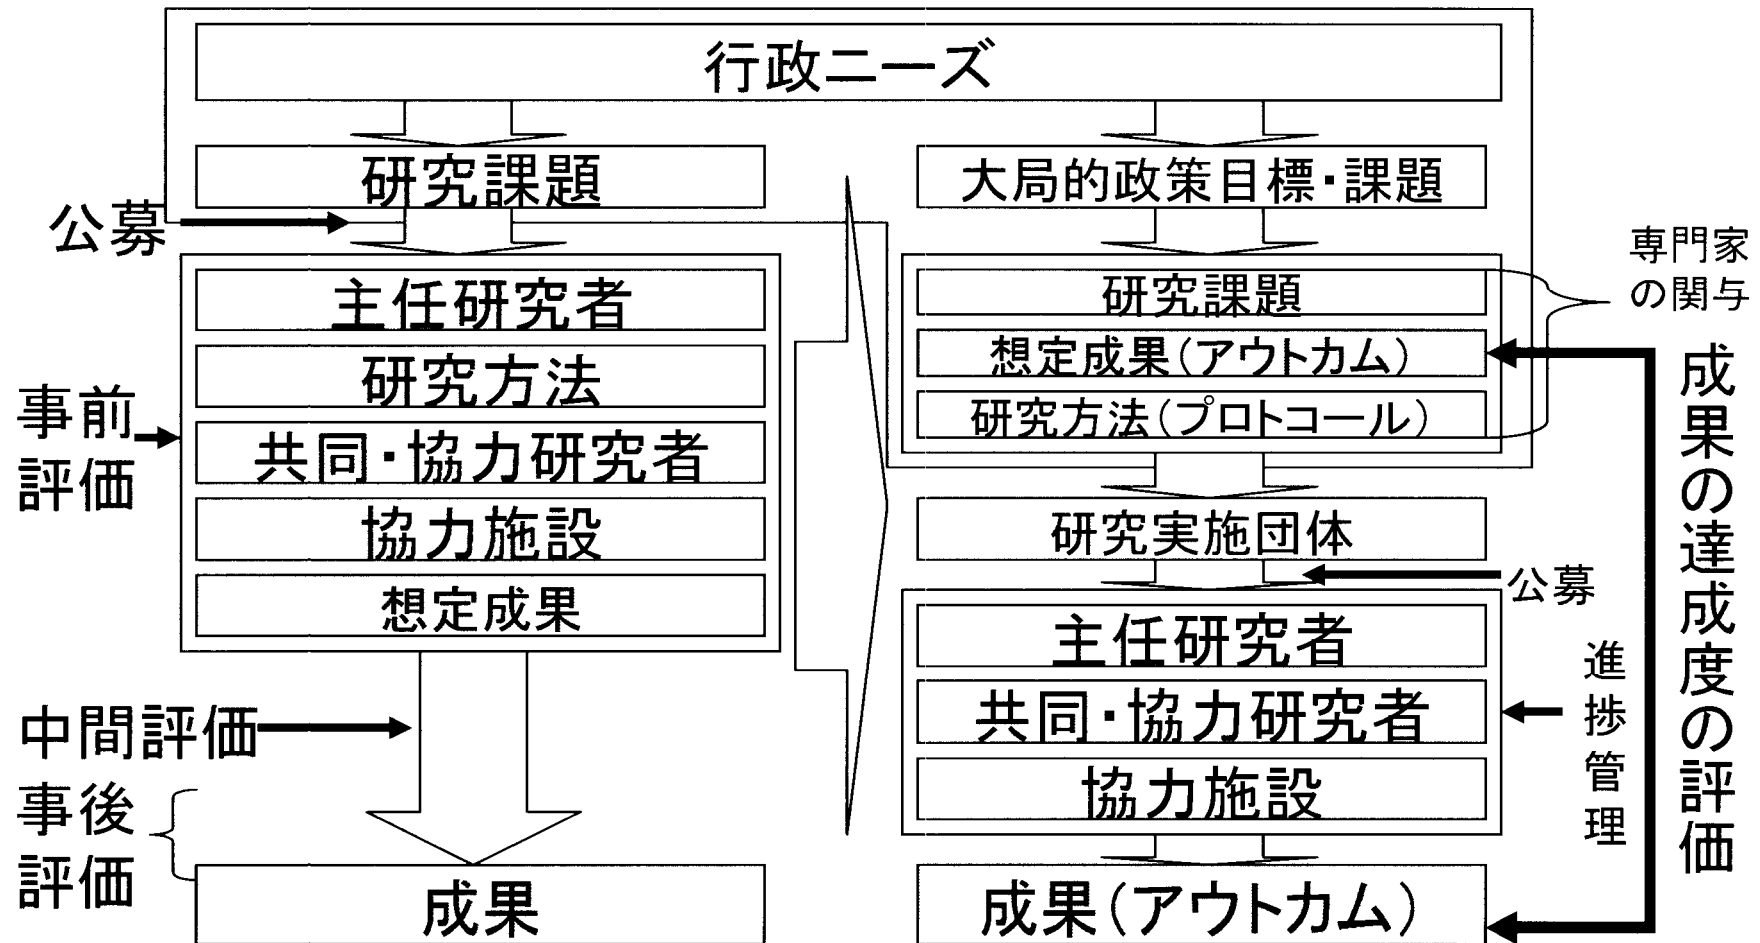 行政ニーズ
研究課題
公募
主任研究者
研究方法
共同・協力研究者
協力施設
想定成果
事前
評価
中間評価
事後
評価
成果
大局的政策目標・課題
研究課題
想定成果(アウトカム)
研究方法(プロトコール)
専門家
の関与
研究実施団体
公募
主任研究者
共同・協力研究者
協力施設
進捗管理
成果(アウトカム)
成果の達成度の評価